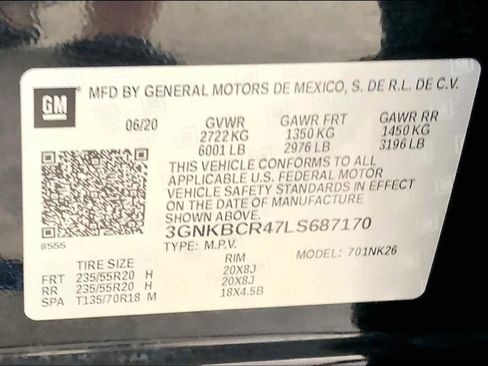 GM
MFD BY GENERAL MOTORS DE MEXICO, S. DE R.L. DE C.V.
06/20 GVWR GAWR FRT GAWR RR
2722 KG 1350 KG 1450 KG
6001 LB 2976 LB 3196 LB
THIS VEHICLE CONFORMS TO ALL
APPLICABLE U.S. FEDERAL MOTOR
VEHICLE SAFETY STANDARDS IN EFFECT
ON THE DATE OF MANUFACTURE
SHOWN ABOVE.
8555
3GNKBCR47LS687170
TYPE: M.P.V. MODEL: 701NK26
TIRE SIZE RIM
FRT 235/55R20 H 20X8J
RR 235/55R20 H 20X8J
SPA T135/70R18 M 18X4.5B